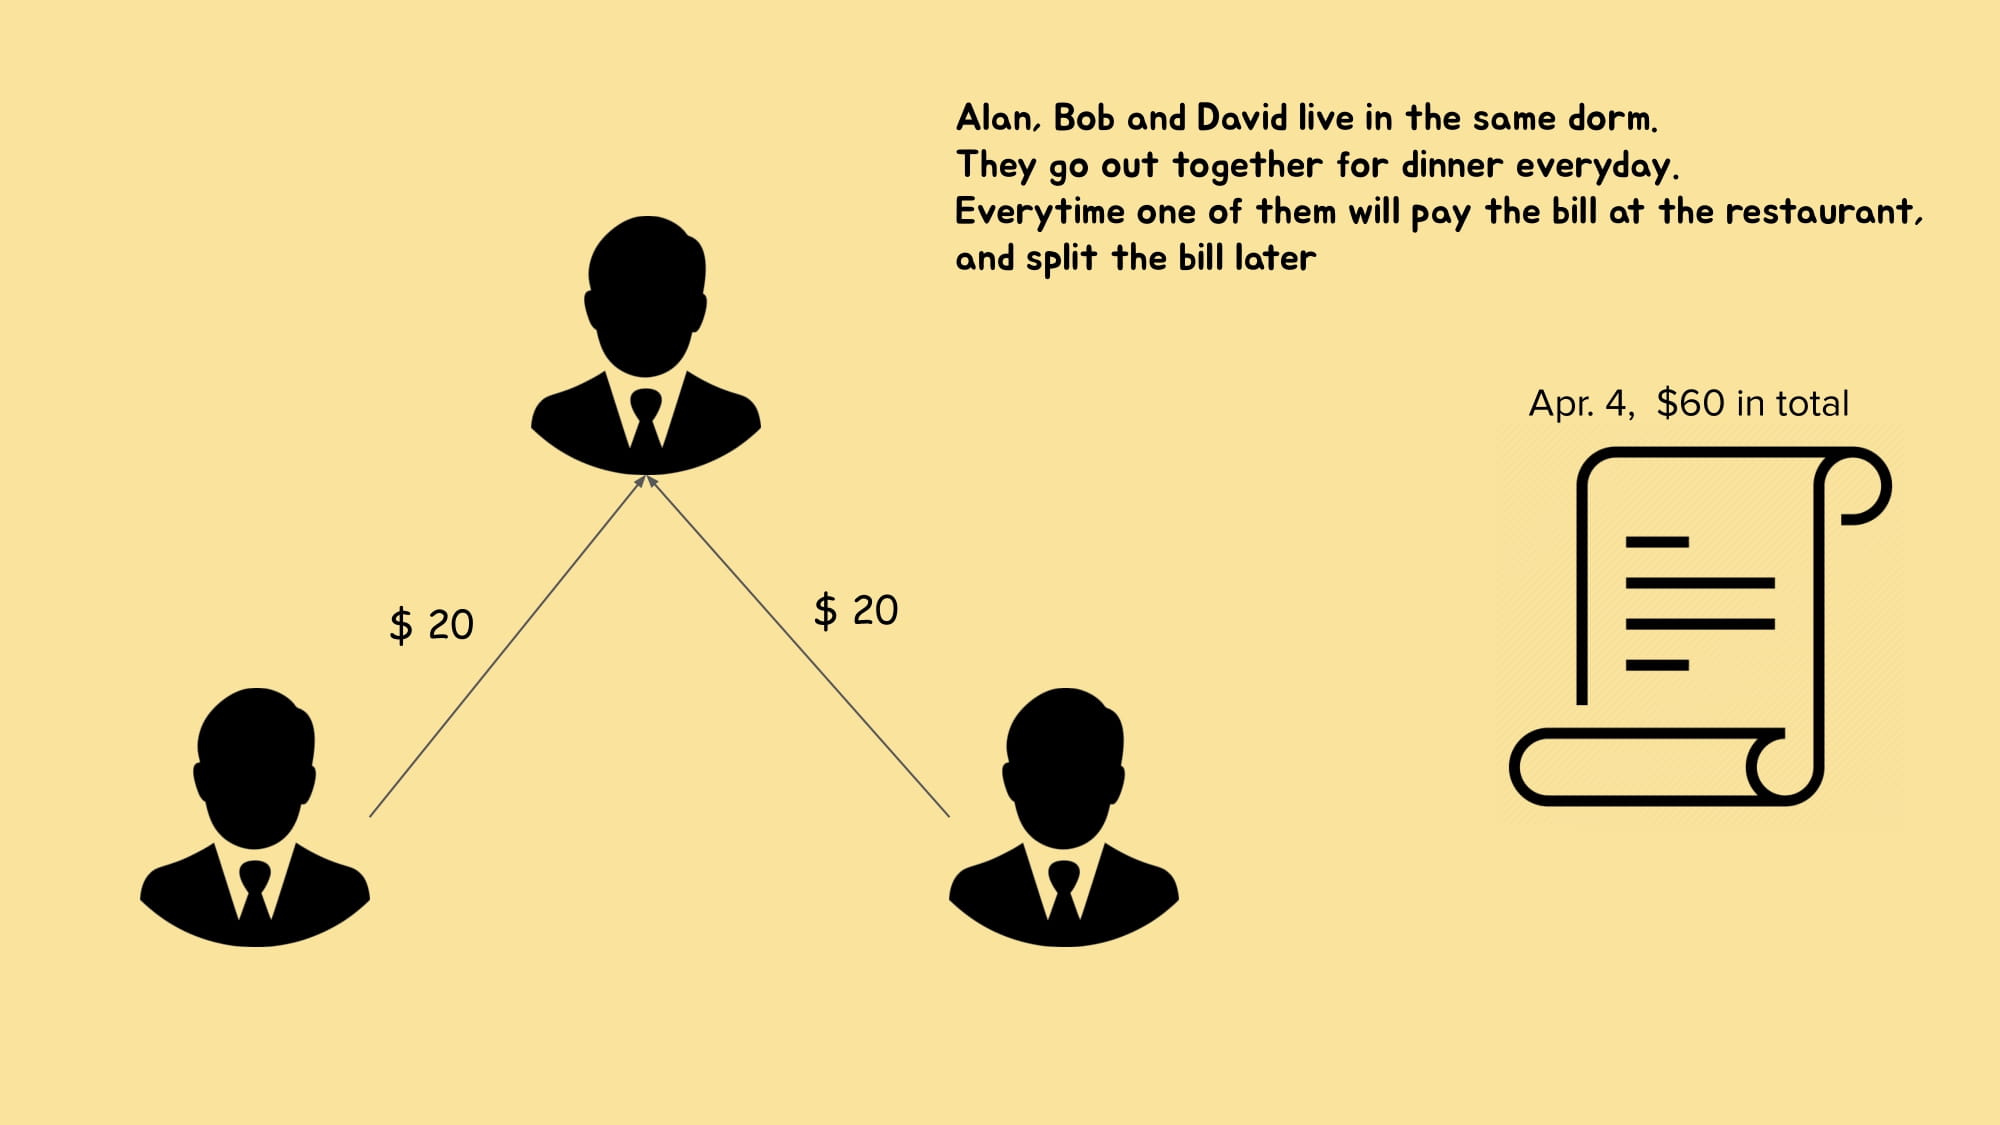 Alan, Bob and David live in the same dorm.
They go out together for dinner everyday.
Everytime one of them will pay the bill at the restaurant,
and split the bill later
Apr. 4,  $60 in total
$ 20
$ 20